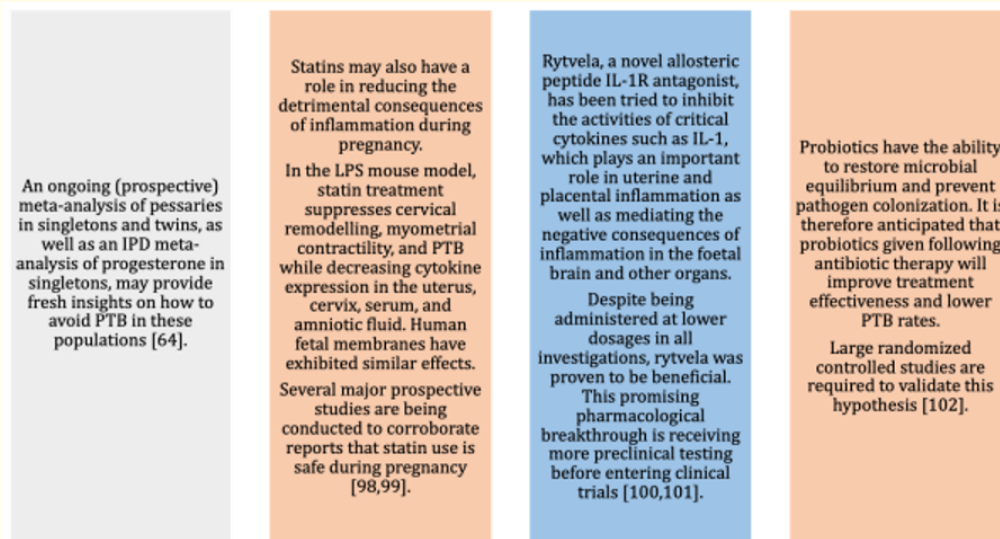 An ongoing (prospective)
meta-analysis of pessaries
in singletons and twins, as
well as an IPD meta-
analysis of progesterone in
singletons, may provide
fresh insights on how to
avoid PTB in these
populations [64].
Statins may also have a
role in reducing the
detrimental consequences
of inflammation during
pregnancy.
In the LPS mouse model,
statin treatment
suppresses cervical
remodelling, myometrial
contractility, and PTB
while decreasing cytokine
expression in the uterus,
cervix, serum, and
amniotic fluid. Human
fetal membranes have
exhibited similar effects.
Several major prospective
studies are being
conducted to corroborate
reports that statin use is
safe during pregnancy
[98,99].
Rytvela, a novel allosteric
peptide IL-1R antagonist,
has been tried to inhibit
the activities of critical
cytokines such as IL-1,
which plays an important
role in uterine and
placental inflammation as
well as mediating the
negative consequences of
inflammation in the foetal
brain and other organs.
Despite being
administered at lower
dosages in all
investigations, rytvela was
proven to be beneficial.
This promising
pharmacological
breakthrough is receiving
more preclinical testing
before entering clinical
trials [100,101].
Probiotics have the ability
to restore microbial
equilibrium and prevent
pathogen colonization. It is
therefore anticipated that
probiotics given following
antibiotic therapy will
improve treatment
effectiveness and lower
PTB rates.
Large randomized
controlled studies are
required to validate this
hypothesis [102].